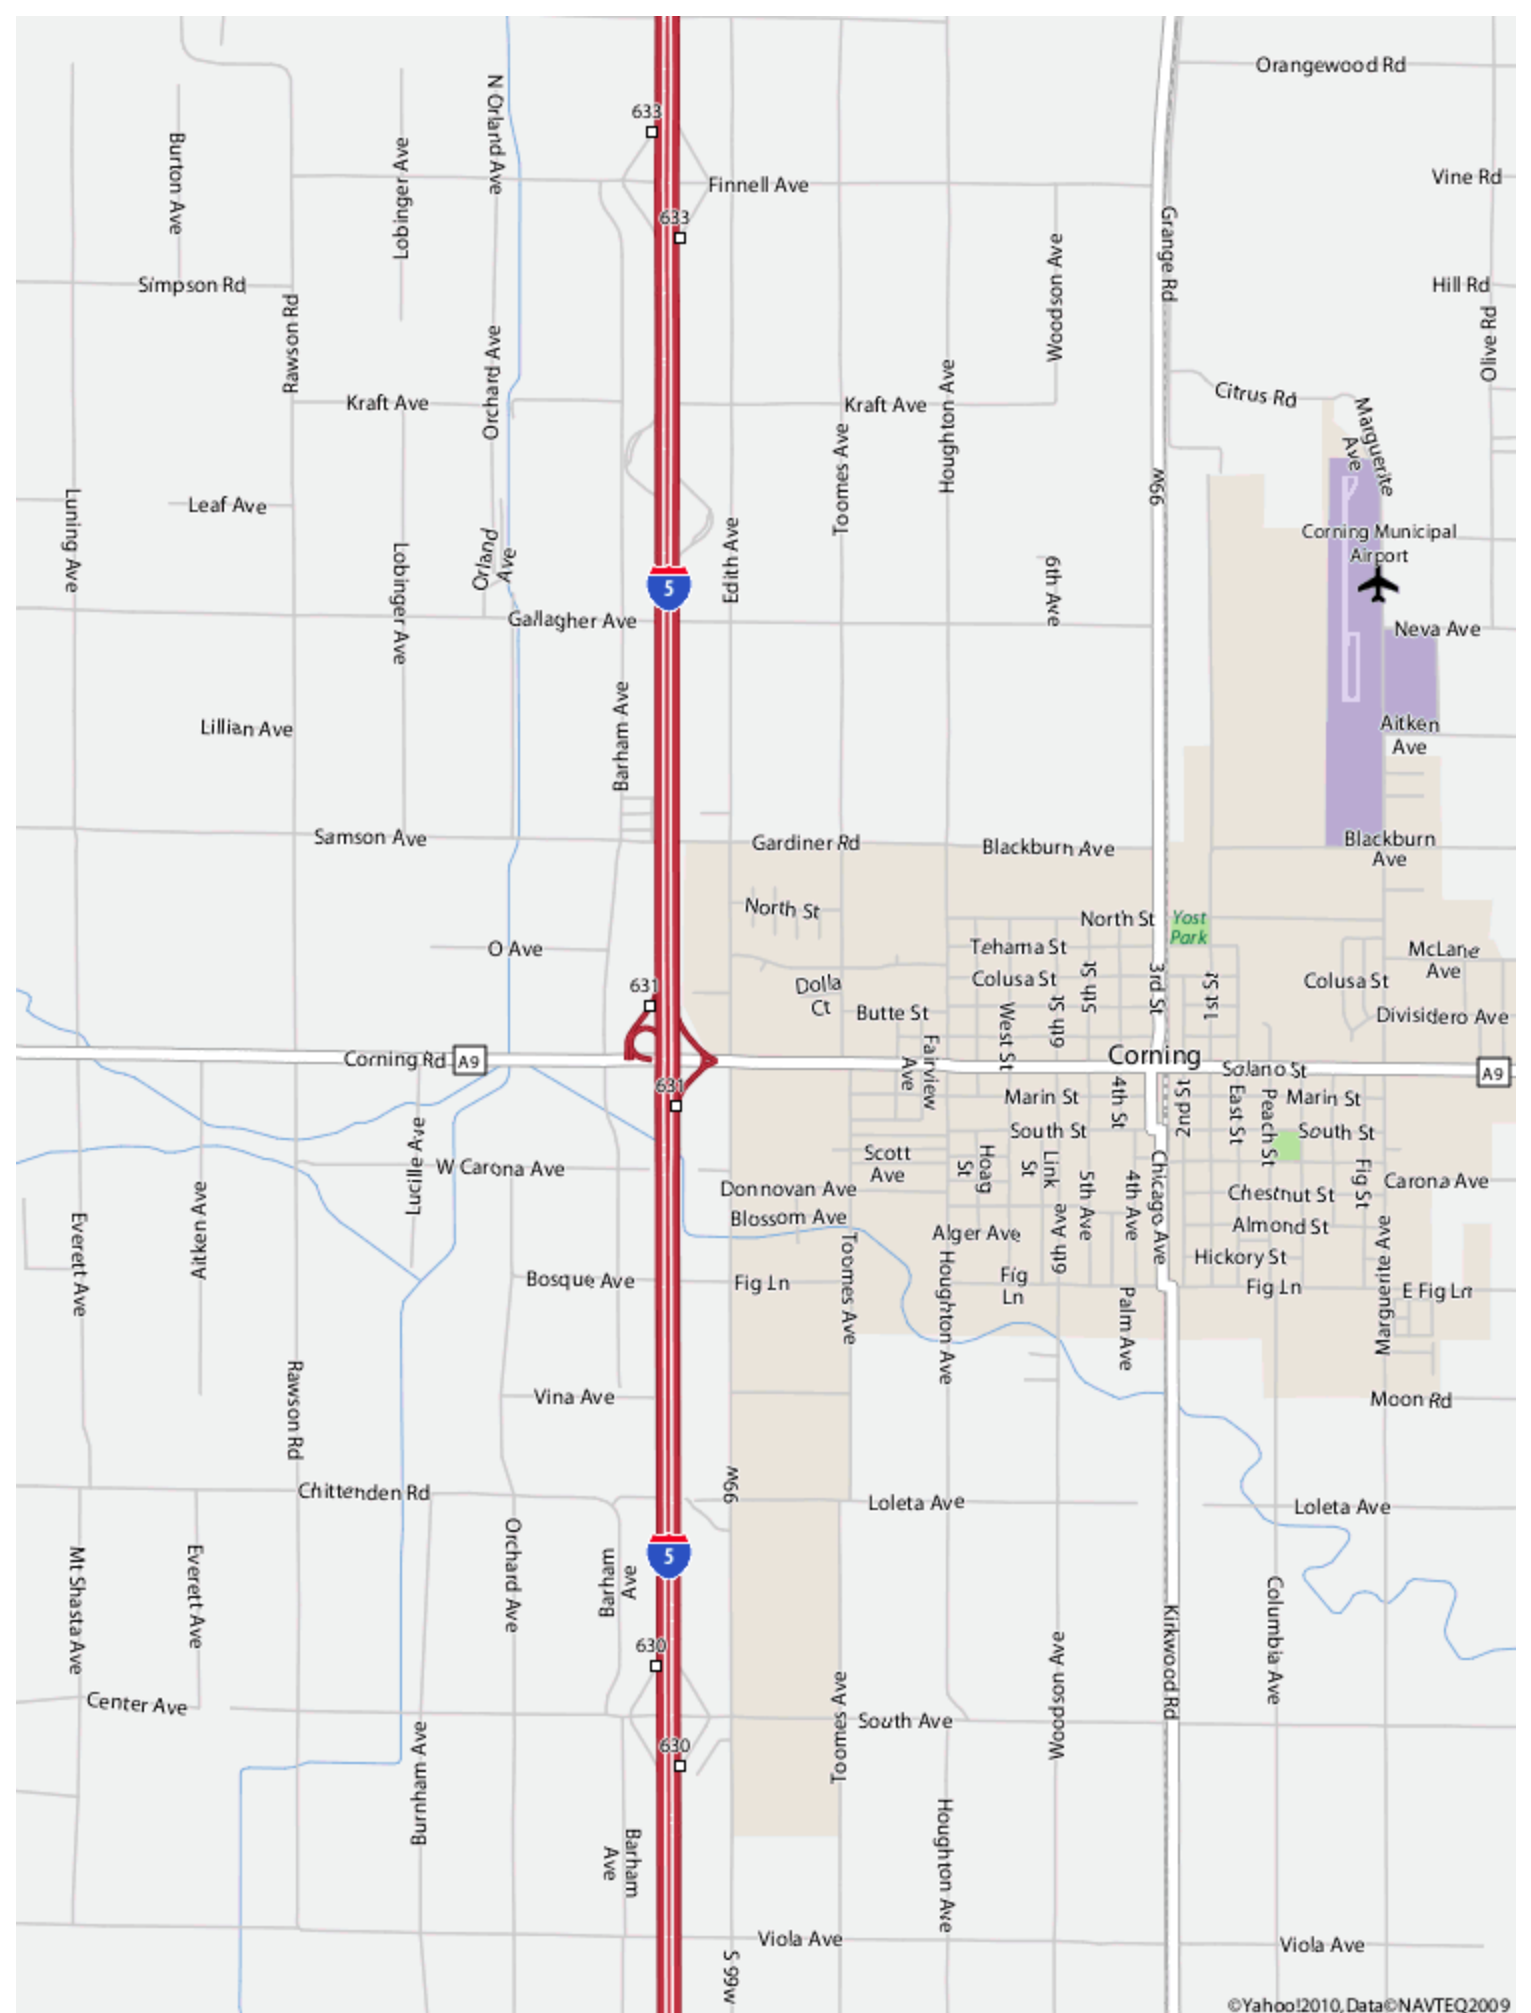 Orangewood Rd
N Orland Ave
633
Burton Ave
Lobinger Ave
Finnell Ave
Vine Rd
633
Grange Rd
Woodson Ave
Simpson Rd
Hill Rd
Rawson Rd
Orchard Ave
Olive Rd
Houghton Ave
Citrus Rd
Kraft Ave
Kraft Ave
Marguerite
Ave
Toomes Ave
99W
Luning Ave
Leaf Ave
Orland
Ave
Edith Ave
Corning Municipal
Airport
Lobinger Ave
5
6th Ave
Gallagher Ave
Neva Ave
Barham Ave
Lillian Ave
Aitken
Ave
Samson Ave
Gardiner Rd
Blackburn Ave
Blackburn
Ave
North St
North St
Yost
Park
O Ave
Tehama St
McLane
Ave
5th St
3rd St
1st St
Colusa St
Colusa St
631
Dolla
Ct
Butte St
West St
6th St
Dividero Ave
Fairview
Ave
Corning Rd
A9
Corning
Solano St
A9
631
4th St
2nd St
East St
Peach St
Marin St
Marin St
Lucille Ave
South St
South St
W Carona Ave
Scott
Ave
Hoag
St
Link
St
5th Ave
4th Ave
Chicago Ave
Fig St
Carona Ave
Donnovan Ave
Chestnut St
Everett Ave
Aitken Ave
Blossom Ave
Toomes Ave
Alger Ave
6th Ave
Almond St
Marguerite Ave
Houghton Ave
Hickory St
Bosque Ave
Fig Ln
Fig
Ln
Palm Ave
Fig Ln
E Fig Ln
Rawson Rd
Vina Ave
Moon Rd
Chittenden Rd
99W
Loleta Ave
Loleta Ave
Mt Shasta Ave
Everett Ave
Orchard Ave
Barham
Ave
5
Columbia Ave
Kirkwood Rd
Woodson Ave
630
Toomes Ave
Center Ave
South Ave
Burnham Ave
630
Houghton Ave
Barham
Ave
Viola Ave
Viola Ave
S 99W
©Yahoo!2010, Data©NAVTEQ2009